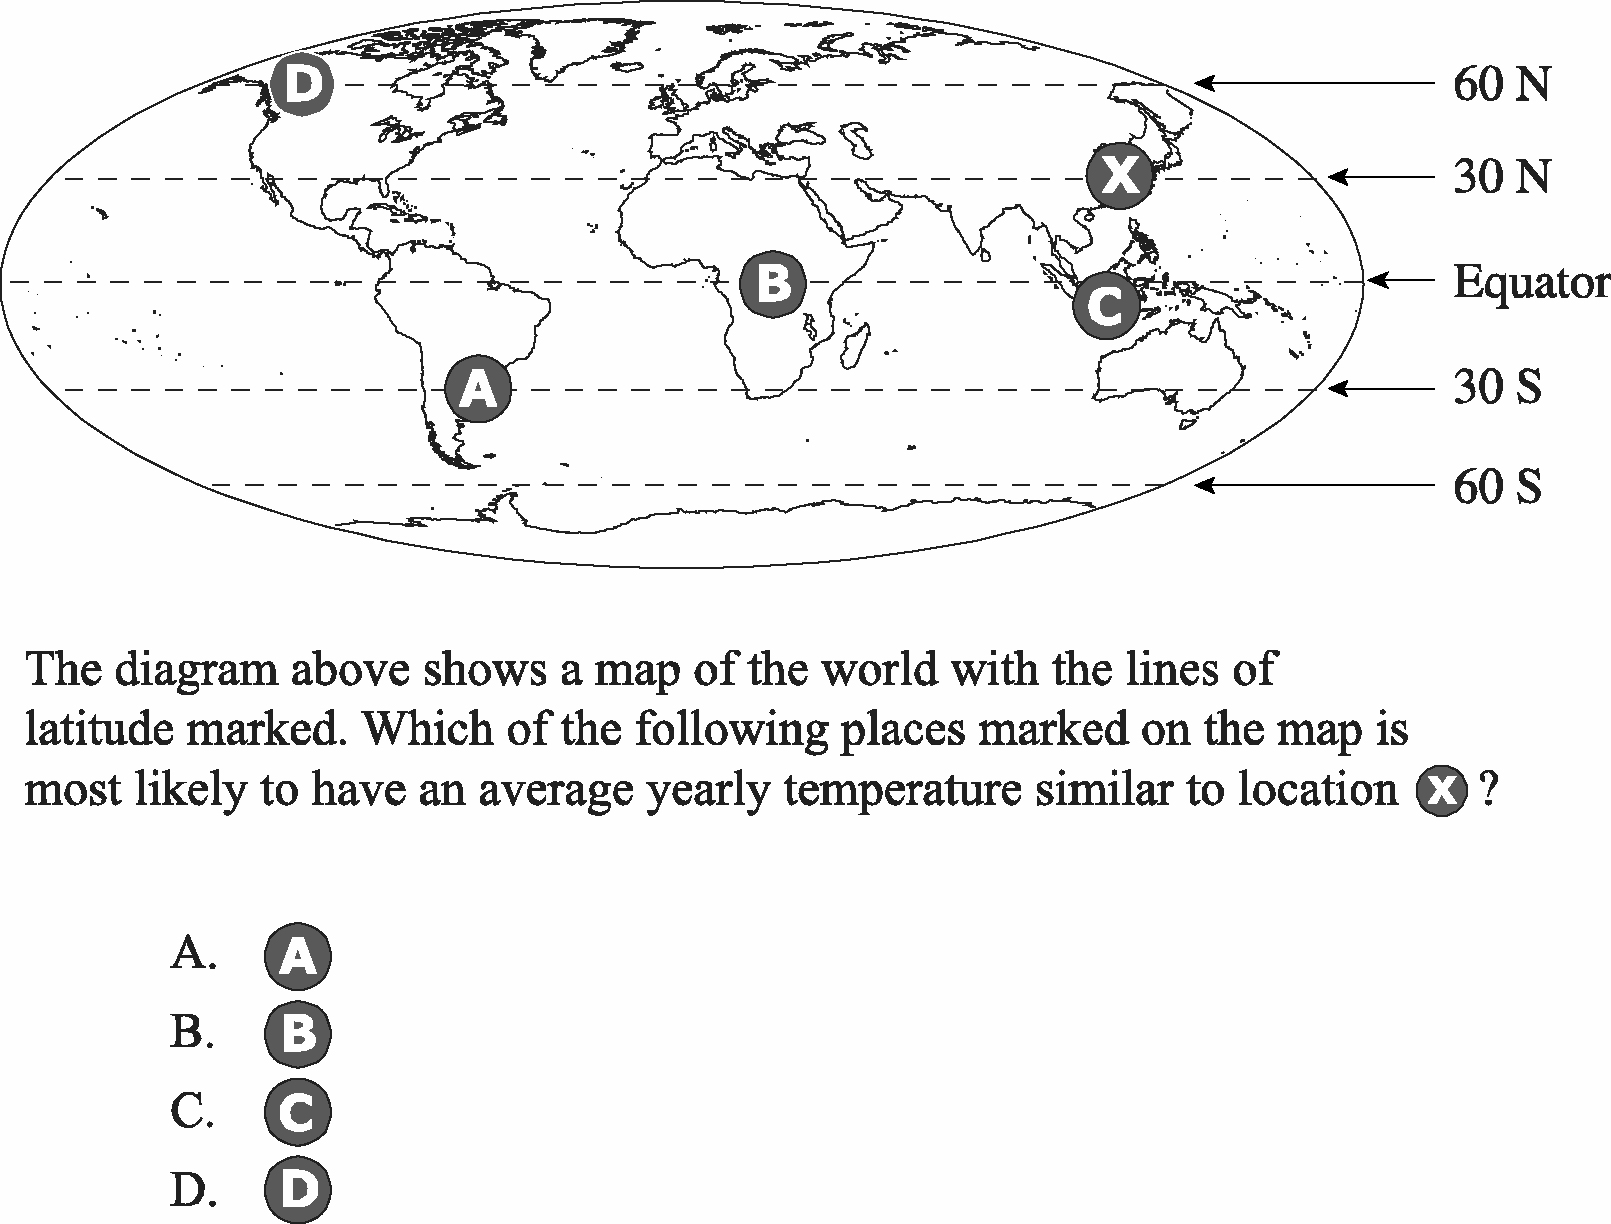 D
60 N
X
30 N
B
Equator
C
A
30 S
60 S
The diagram above shows a map of the world with the lines of
latitude marked. Which of the following places marked on the map is
most likely to have an average yearly temperature similar to location X ?
A. A
B. B
C. C
D. D